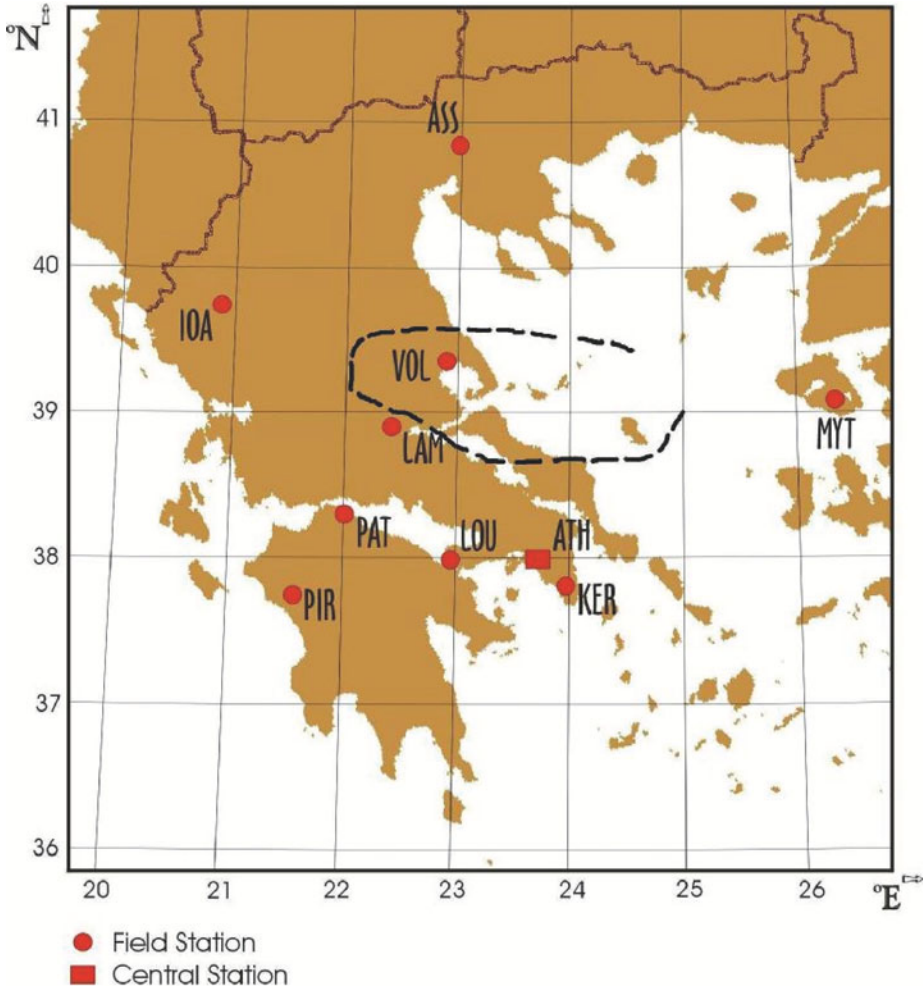 °N
41
ASS
40
IOA
VOL
39
LAM
MYT
PAT
LOU
ATH
38
KER
PIR
37
36
20 21 22 23 24 25 26
°E
Field Station
Central Station